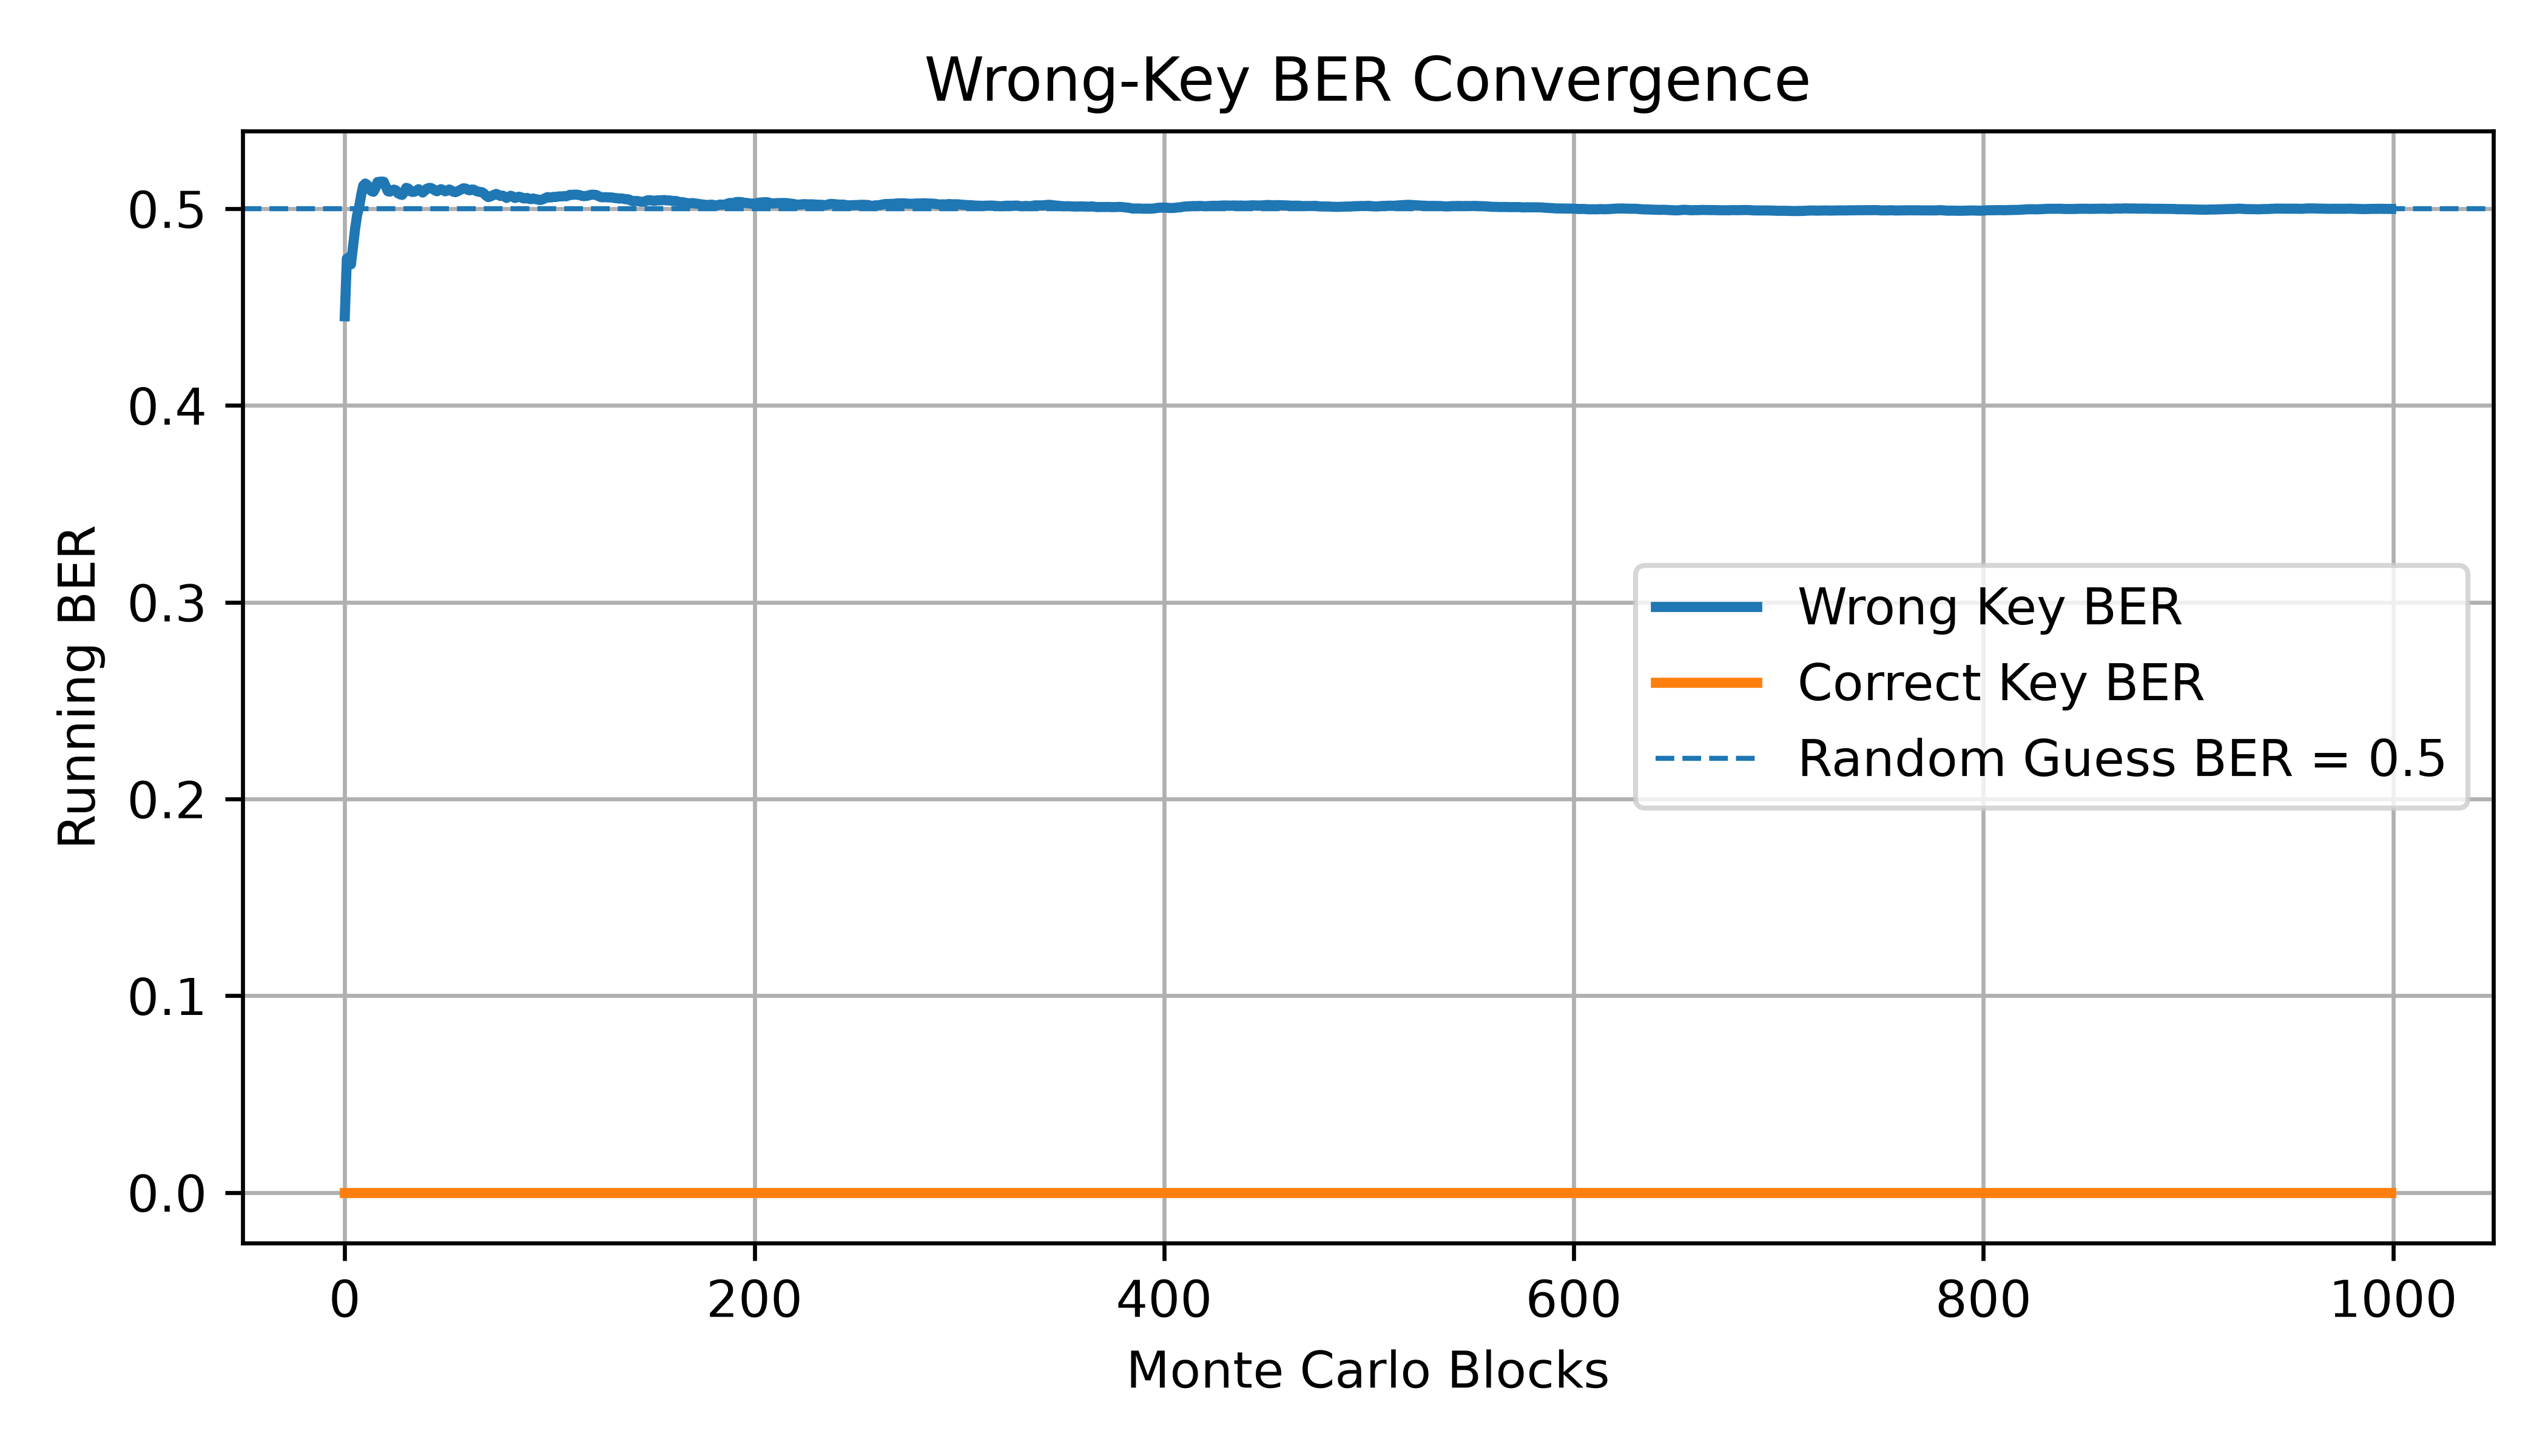 Wrong-Key BER Convergence
Running BER
0.5
0.4
0.3
0.2
0.1
0.0
Wrong Key BER
Correct Key BER
Random Guess BER = 0.5
0 200 400 600 800 1000
Monte Carlo Blocks